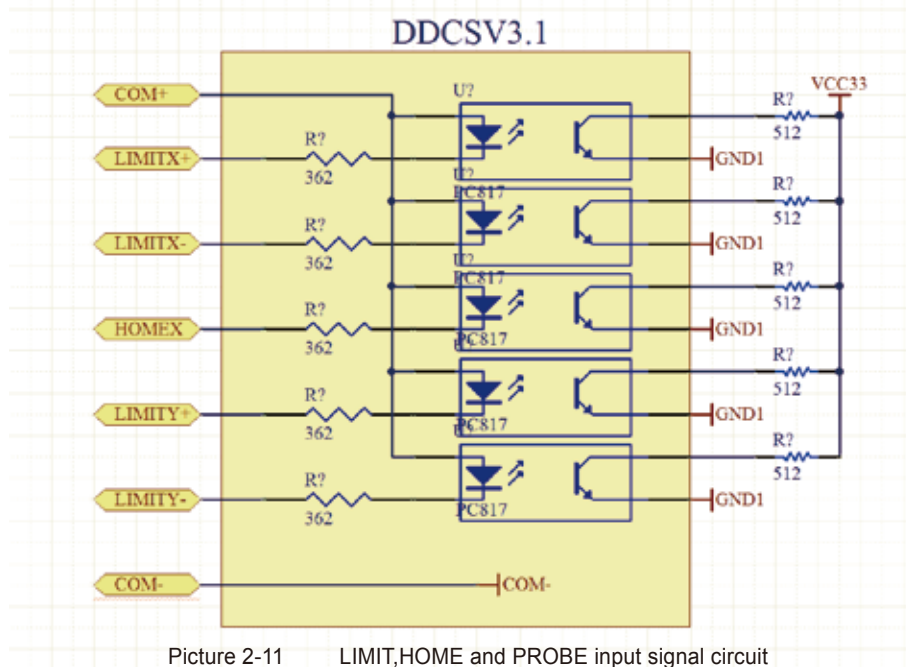 DDCSV3.1
VCC33
COM+
U?
R?
512
R?
362
LIMITX+
GND1
U?
PC817
R?
512
R?
362
LIMITX-
GND1
U?
PC817
R?
512
R?
362
HOMEX
GND1
PC817
R?
512
R?
362
LIMITY+
GND1
PC817
R?
512
R?
362
LIMITY-
GND1
PC817
COM-
COM-
Picture 2-11 LIMIT,HOME and PROBE input signal circuit